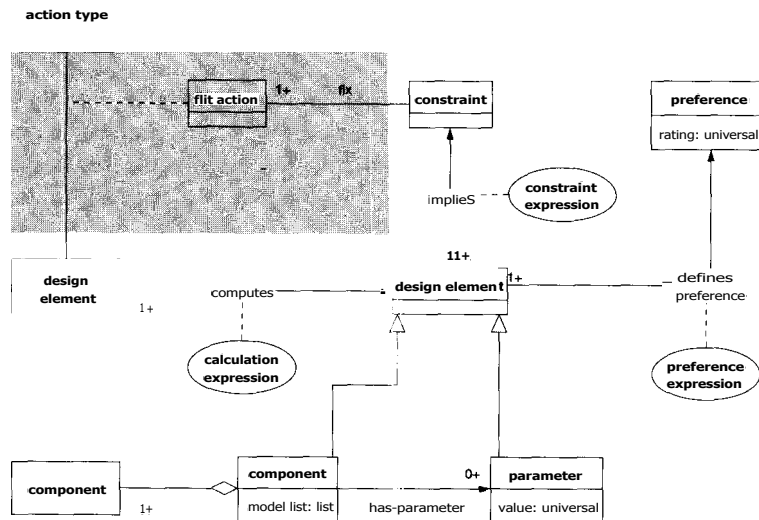 action type
flit action
1+
flx
constraint
preference
rating: universal
implieS
constraint
expression
design
element
1+
computes
11+
design element
1+
defines
preference
calculation
expression
preference
expression
component
1+
component
model list: list
has-parameter
0+
parameter
value: universal